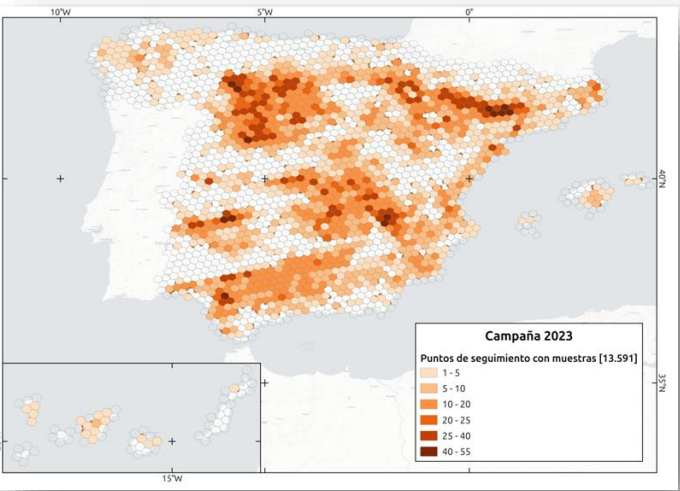 10°W
5°W
0°
40°N
Campaña 2023
Puntos de seguimiento con muestras [13.591]
1 - 5
5 - 10
10 - 20
20 - 25
25 - 40
40 - 55
35°N
15°W